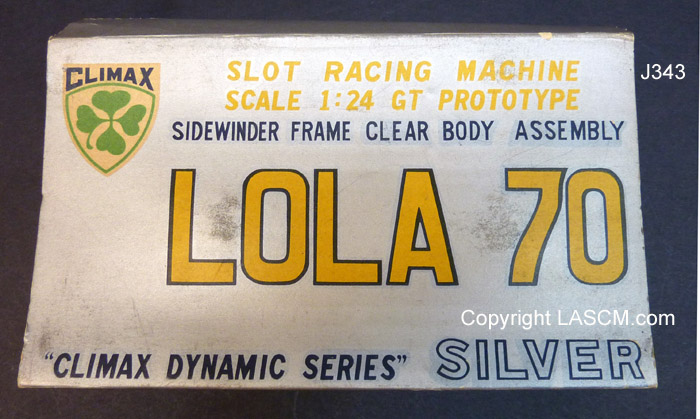 CLIMAX
SLOT RACING MACHINE
SCALE 1:24 GT PROTOTYPE
SIDEWINDER FRAME CLEAR BODY ASSEMBLY
LOLA 70
"CLIMAX DYNAMIC SERIES" SILVER
J343
Copyright LASCM.com